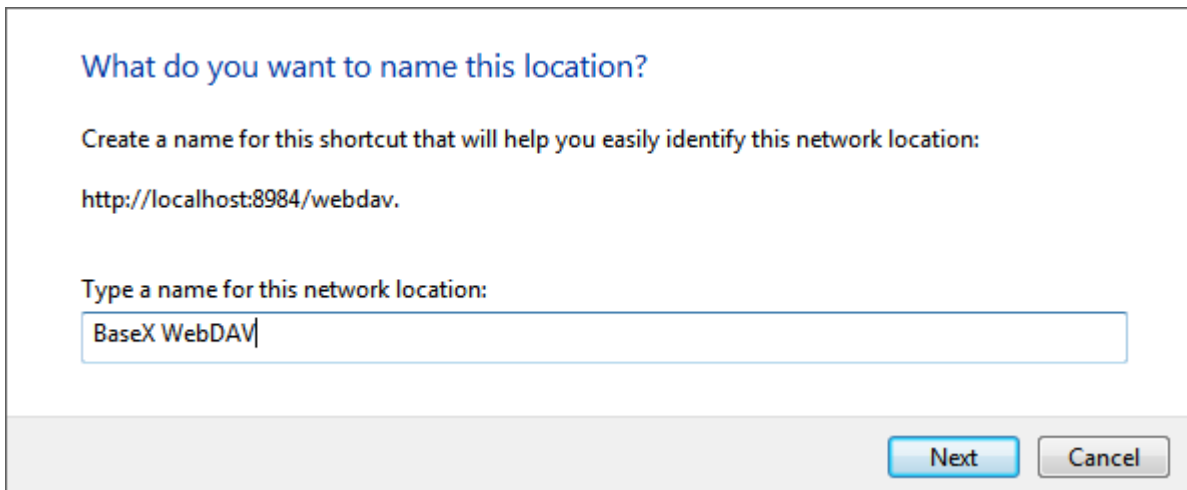 What do you want to name this location?
Create a name for this shortcut that will help you easily identify this network location:
http://localhost:8984/webdav.
Type a name for this network location:
BaseX WebDAV
Next
Cancel